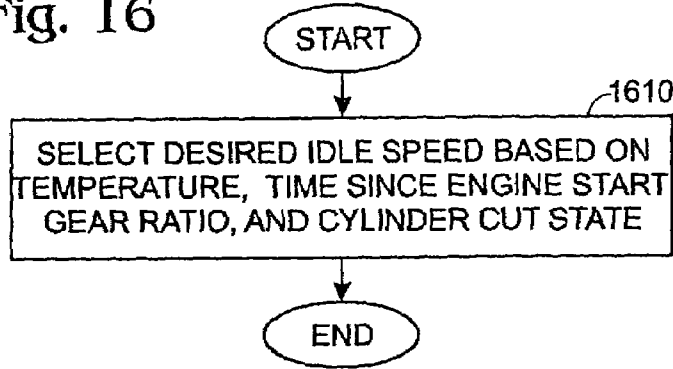 Fig. 16
START
1610
SELECT DESIRED IDLE SPEED BASED ON
TEMPERATURE, TIME SINCE ENGINE START
GEAR RATIO, AND CYLINDER CUT STATE
END